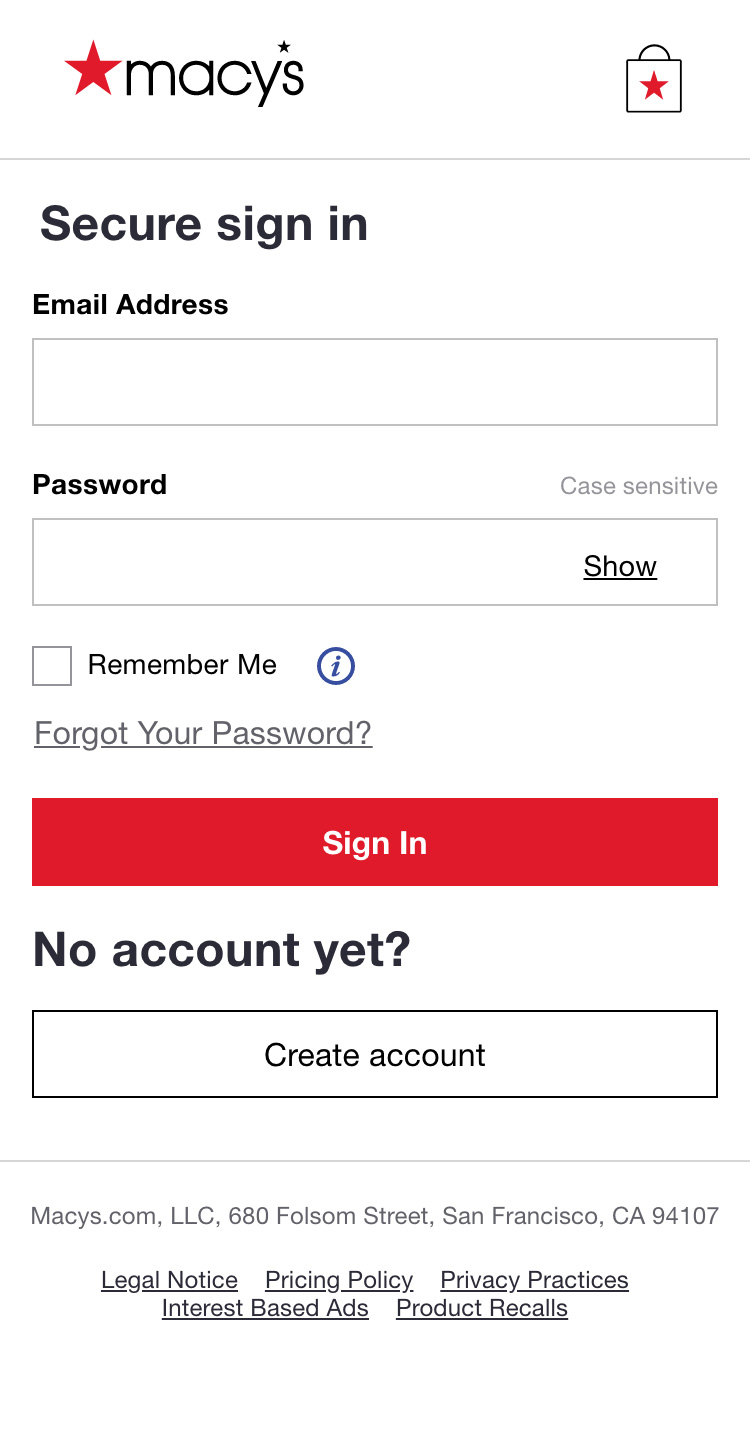 macys
Secure sign in
Email Address
Password Case sensitive
Show
Remember Me i
Forgot Your Password?
Sign In
No account yet?
Create account
Macys.com, LLC, 680 Folsom Street, San Francisco, CA 94107
Legal Notice Pricing Policy Privacy Practices
Interest Based Ads Product Recalls